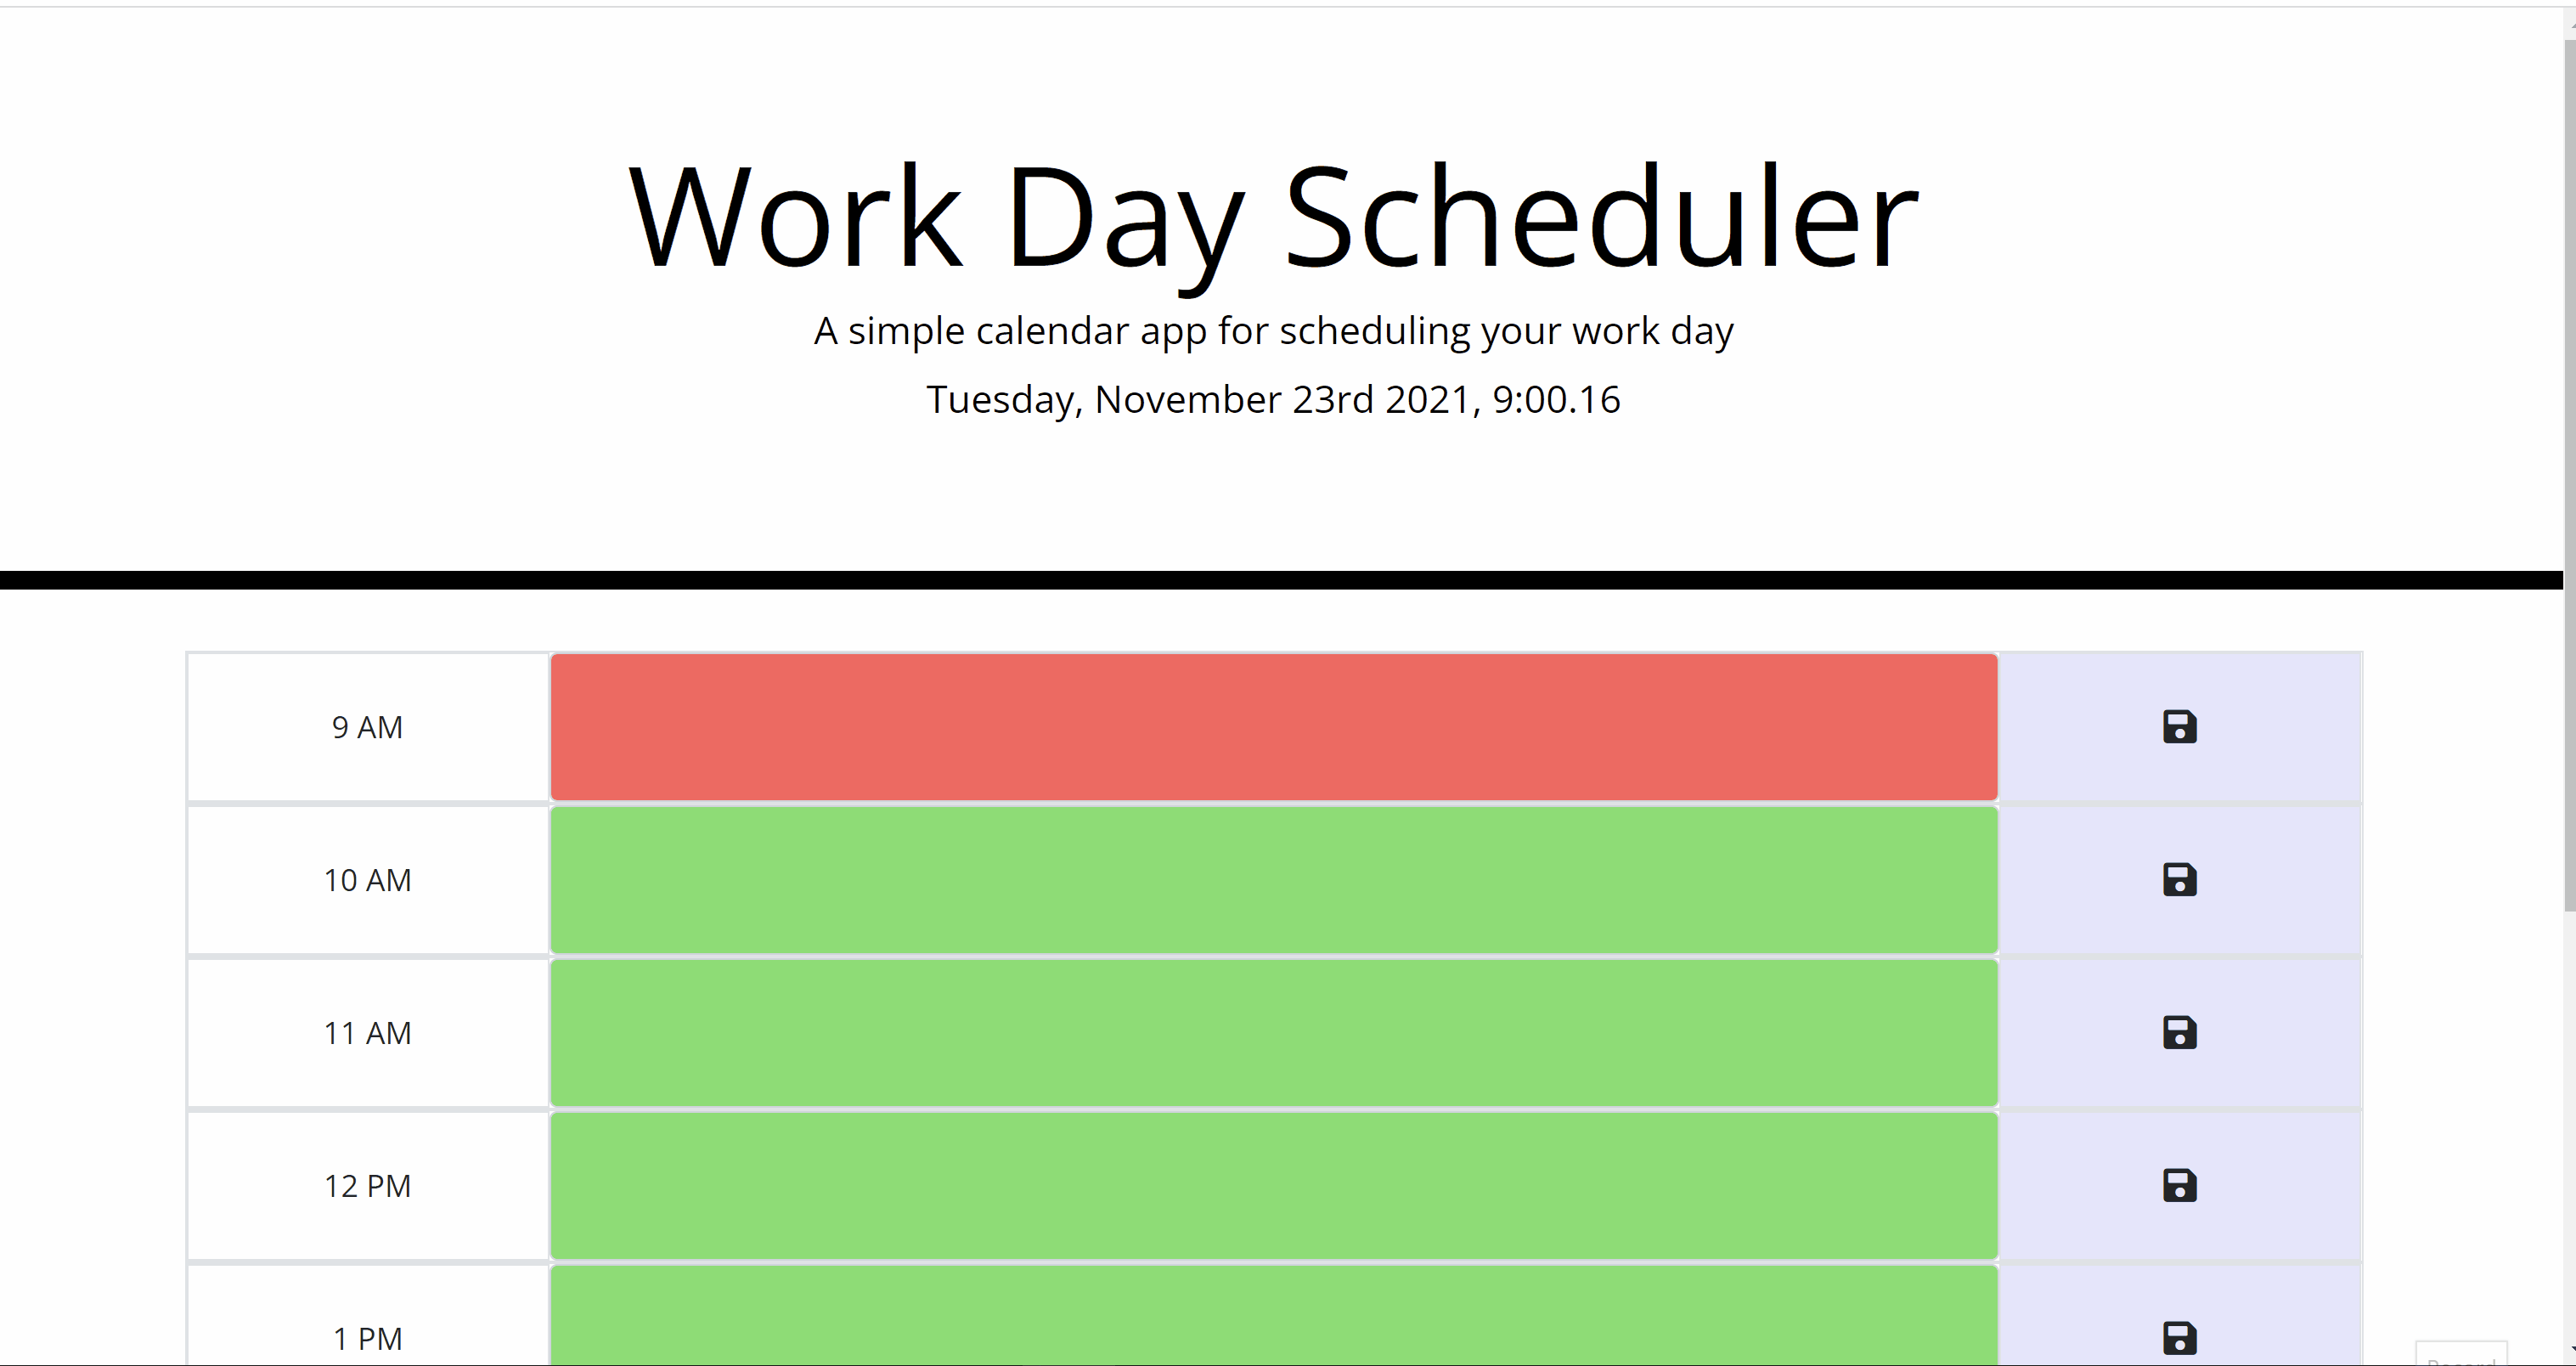 Work Day Scheduler
A simple calendar app for scheduling your work day
Tuesday, November 23rd 2021, 9:00.16
9 AM
10 AM
11 AM
12 PM
1 PM